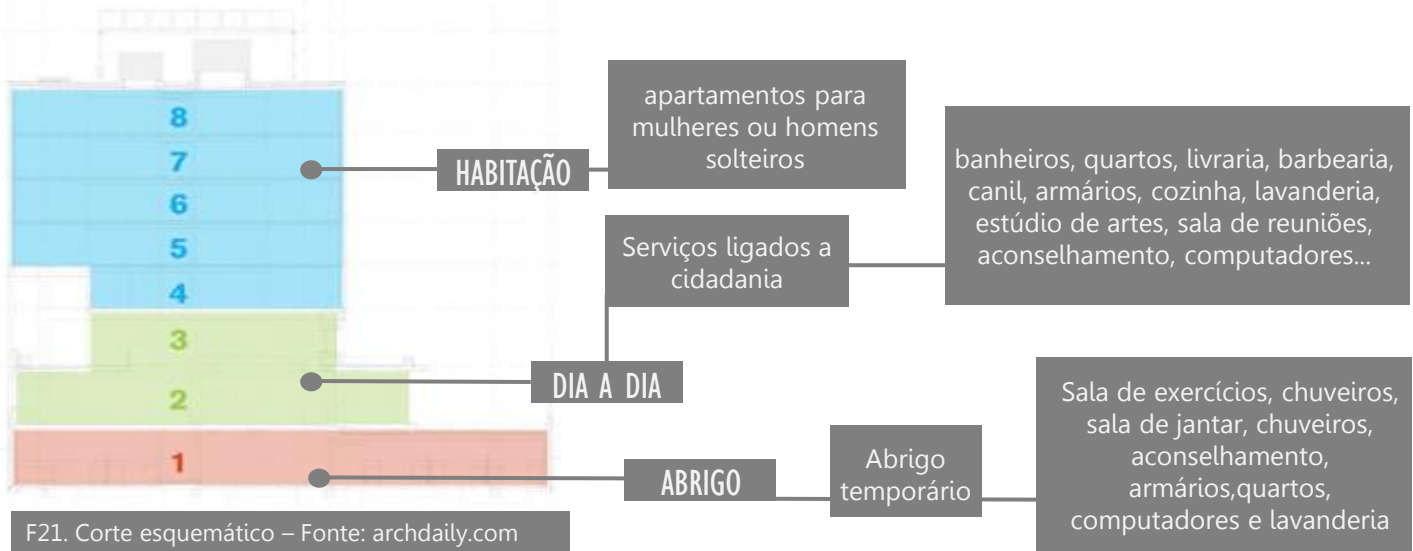 8
7
6
5
4
3
2
1
HABITAÇÃO
apartamentos para
mulheres ou homens
solteiros
DIA A DIA
Serviços ligados a
cidadania
banheiros, quartos, livraria, barbearia,
canil, armários, cozinha, lavanderia,
estúdio de artes, sala de reuniões,
aconselhamento, computadores...
ABRIGO
Abrigo
temporário
Sala de exercícios, chuveiros,
sala de jantar, chuveiros,
aconselhamento,
armários,quartos,
computadores e lavanderia
F21. Corte esquemático – Fonte: archdaily.com